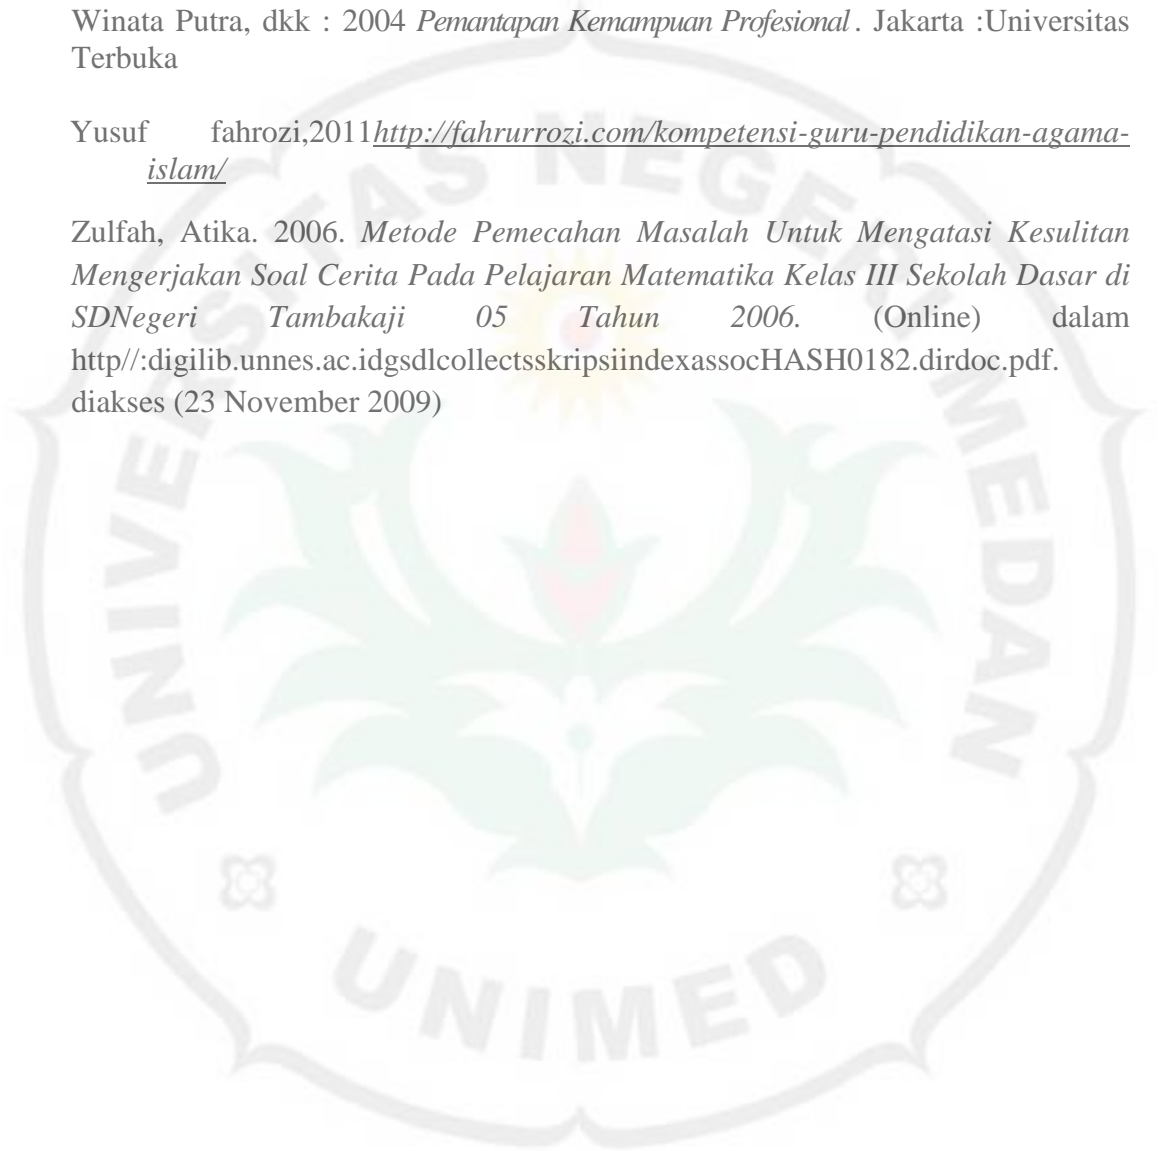 Winata Putra, dkk : 2004 Pemantapan Kemampuan Profesional . Jakarta :Universitas
Terbuka
Yusuf fahrozi,2011http://fahrurrozi.com/kompetensi-guru-pendidikan-agama-
islam/
Zulfah, Atika. 2006. Metode Pemecahan Masalah Untuk Mengatasi Kesulitan
Mengerjakan Soal Cerita Pada Pelajaran Matematika Kelas III Sekolah Dasar di
SDNegeri Tambakaji 05 Tahun 2006. (Online) dalam
http//:digilib.unnes.ac.idgsdlcollectsskripsiindexassocHASH0182.dirdoc.pdf.
diakses (23 November 2009)
UNIVERSITAS NEGERI MEDAN
UNIMED